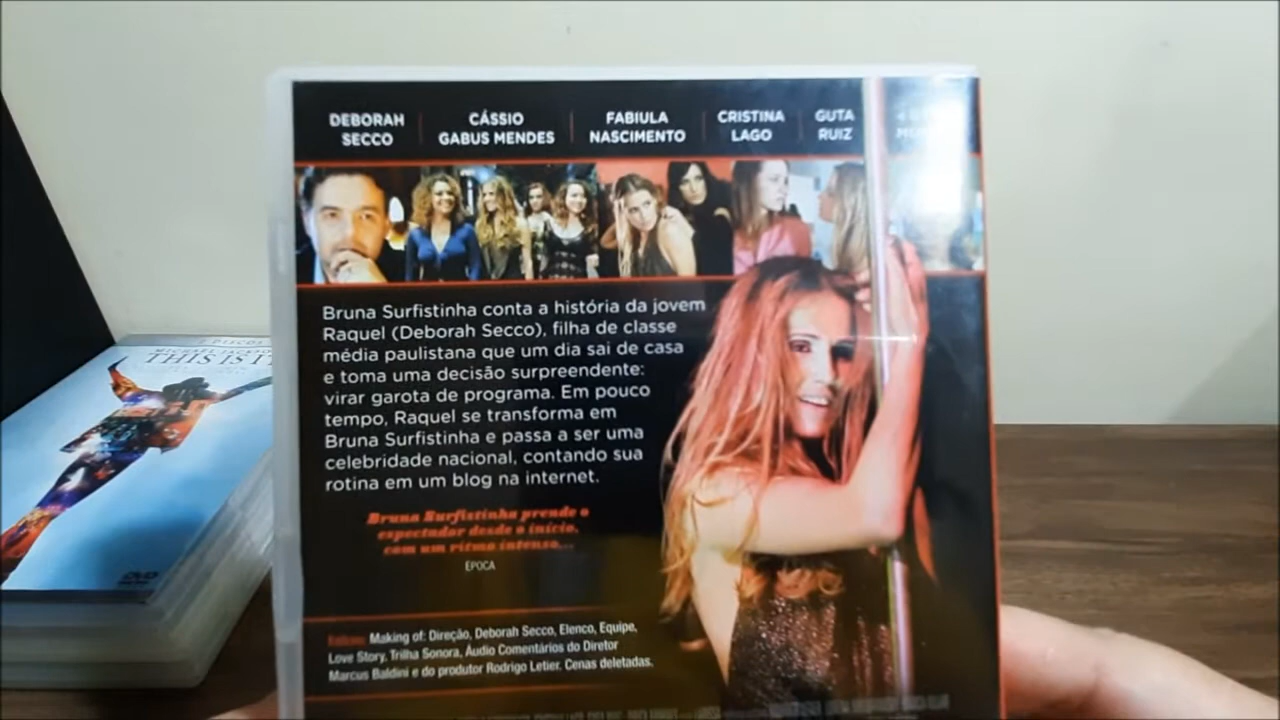 DEBORAH
SECCO
CÁSSIO
GABUS MENDES
FABIULA
NASCIMENTO
CRISTINA
LAGO
GUTA
RUIZ
Bruna Surfistinha conta a história da jovem
Raquel (Deborah Secco), filha de classe
média paulistana que um dia sai de casa
e toma uma decisão surpreendente:
virar garota de programa. Em pouco
tempo, Raquel se transforma em
Bruna Surfistinha e passa a ser uma
celebridade nacional, contando sua
rotina em um blog na internet.
Bruna Surfistinha prende o
espectador desde o início,
com um ritmo intenso...
ÉPOCA
Extras: Making of: Direção, Deborah Secco, Elenco, Equipe,
Love Story, Trilha Sonora, Áudio Comentários do Diretor
Marcus Baldini e do produtor Rodrigo Letier. Cenas deletadas.
2 DISCOS
THIS IS IT
DVD